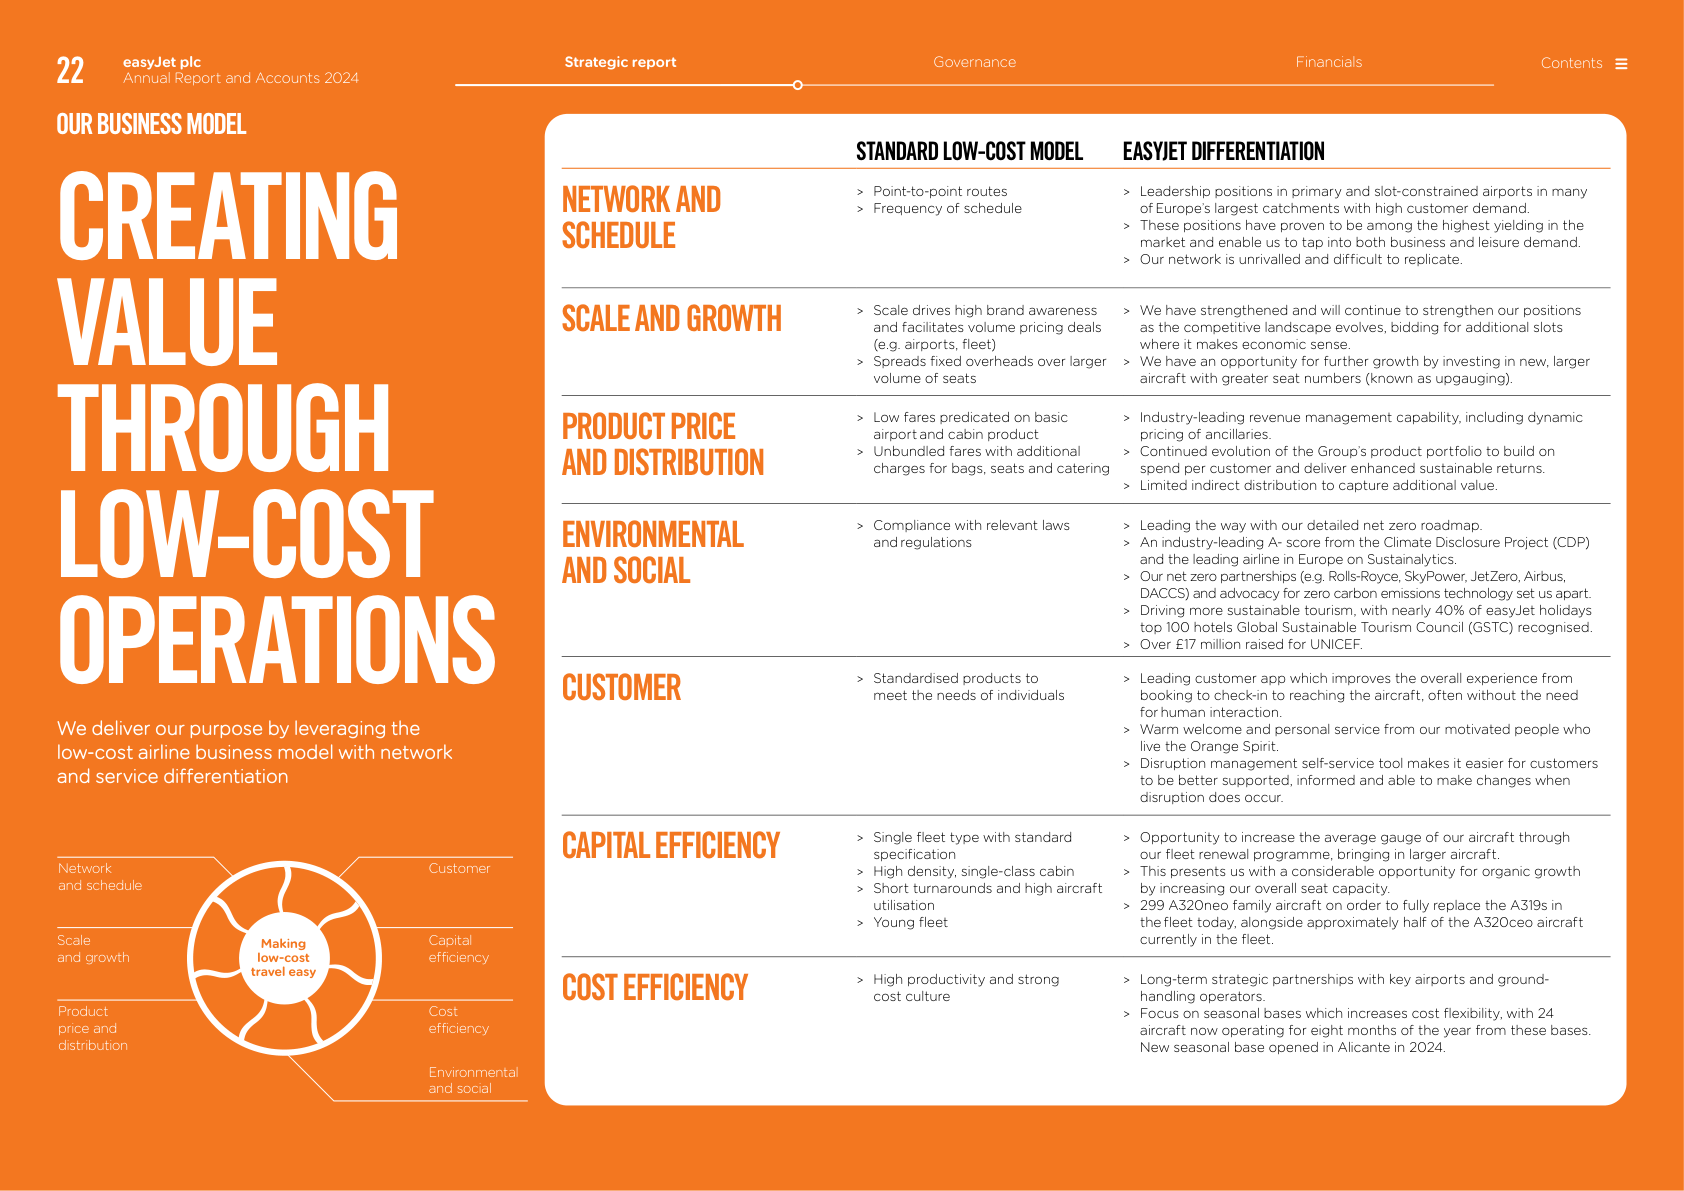 22
easyJet plc
Annual Report and Accounts 2024
Strategic report
Governance
Financials
Contents
OUR BUSINESS MODEL
CREATING
VALUE
THROUGH
LOW-COST
OPERATIONS
We deliver our purpose by leveraging the
low-cost airline business model with network
and service differentiation
Network
and schedule
Scale
and growth
Product
price and
distribution
Making
low-cost
travel easy
Customer
Capital
efficiency
Cost
efficiency
Environmental
and social
STANDARD LOW-COST MODEL
EASYJET DIFFERENTIATION
NETWORK AND
SCHEDULE
> Point-to-point routes
> Frequency of schedule
> Leadership positions in primary and slot-constrained airports in many
of Europe's largest catchments with high customer demand.
> These positions have proven to be among the highest yielding in the
market and enable us to tap into both business and leisure demand.
> Our network is unrivalled and difficult to replicate.
SCALE AND GROWTH
> Scale drives high brand awareness
and facilitates volume pricing deals
(e.g. airports, fleet)
> Spreads fixed overheads over larger
volume of seats
> We have strengthened and will continue to strengthen our positions
as the competitive landscape evolves, bidding for additional slots
where it makes economic sense.
> We have an opportunity for further growth by investing in new, larger
aircraft with greater seat numbers (known as upgauging).
PRODUCT PRICE
AND DISTRIBUTION
> Low fares predicated on basic
airport and cabin product
> Unbundled fares with additional
charges for bags, seats and catering
> Industry-leading revenue management capability, including dynamic
pricing of ancillaries.
> Continued evolution of the Group's product portfolio to build on
spend per customer and deliver enhanced sustainable returns.
> Limited indirect distribution to capture additional value.
ENVIRONMENTAL
AND SOCIAL
> Compliance with relevant laws
and regulations
> Leading the way with our detailed net zero roadmap.
> An industry-leading A- score from the Climate Disclosure Project (CDP)
and the leading airline in Europe on Sustainalytics.
> Our net zero partnerships (e.g. Rolls-Royce, SkyPower, JetZero, Airbus,
DACCS) and advocacy for zero carbon emissions technology set us apart.
> Driving more sustainable tourism, with nearly 40% of easyJet holidays
top 100 hotels Global Sustainable Tourism Council (GSTC) recognised.
> Over £17 million raised for UNICEF.
CUSTOMER
> Standardised products to
meet the needs of individuals
> Leading customer app which improves the overall experience from
booking to check-in to reaching the aircraft, often without the need
for human interaction.
> Warm welcome and personal service from our motivated people who
live the Orange Spirit.
> Disruption management self-service tool makes it easier for customers
to be better supported, informed and able to make changes when
disruption does occur.
CAPITAL EFFICIENCY
> Single fleet type with standard
specification
> High density, single-class cabin
> Short turnarounds and high aircraft
utilisation
> Young fleet
> Opportunity to increase the average gauge of our aircraft through
our fleet renewal programme, bringing in larger aircraft.
> This presents us with a considerable opportunity for organic growth
by increasing our overall seat capacity.
> 299 A320neo family aircraft on order to fully replace the A319s in
the fleet today, alongside approximately half of the A320ceo aircraft
currently in the fleet.
COST EFFICIENCY
> High productivity and strong
cost culture
> Long-term strategic partnerships with key airports and ground-
handling operators.
> Focus on seasonal bases which increases cost flexibility, with 24
aircraft now operating for eight months of the year from these bases.
New seasonal base opened in Alicante in 2024.